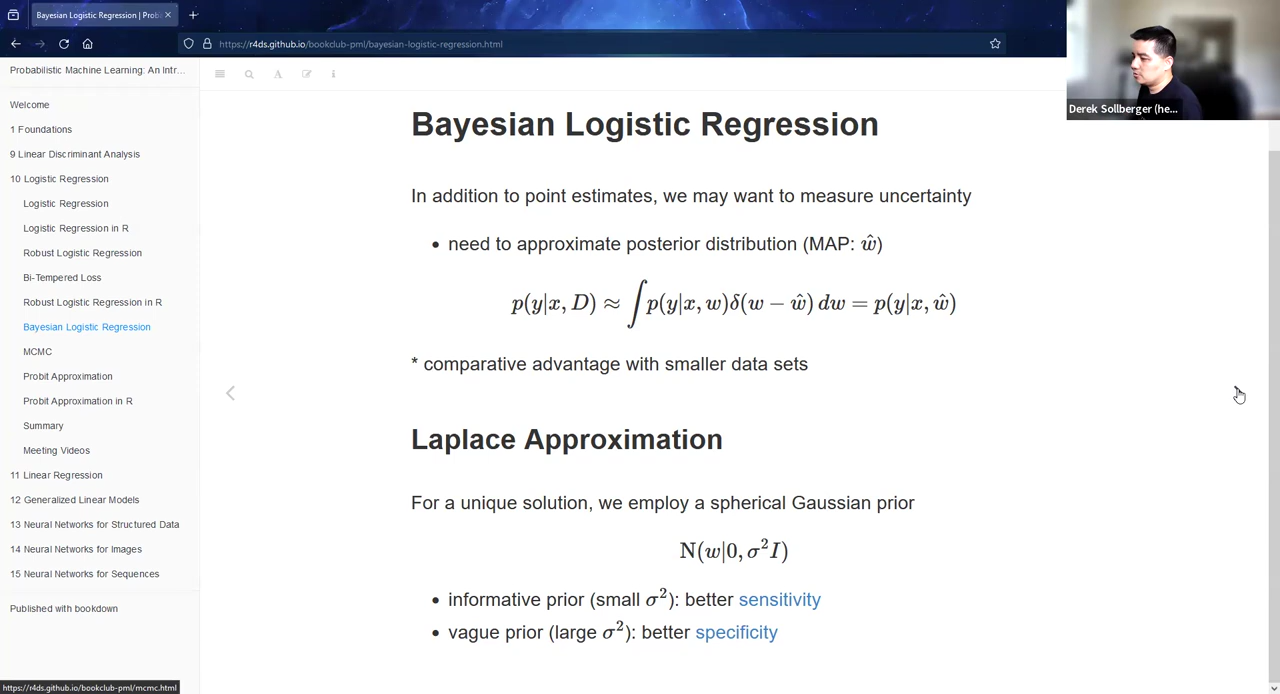 Bayesian Logistic Regression | Prob
https://r4ds.github.io/bookclub-pml/bayesian-logistic-regression.html
Derek Sollberger (he...
Probabilistic Machine Learning: An Intr...
Welcome
1 Foundations
9 Linear Discriminant Analysis
10 Logistic Regression
Logistic Regression
Logistic Regression in R
Robust Logistic Regression
Bi-Tempered Loss
Robust Logistic Regression in R
Bayesian Logistic Regression
MCMC
Probit Approximation
Probit Approximation in R
Summary
Meeting Videos
11 Linear Regression
12 Generalized Linear Models
13 Neural Networks for Structured Data
14 Neural Networks for Images
15 Neural Networks for Sequences
Published with bookdown
https://r4ds.github.io/bookclub-pml/mcmc.html
Bayesian Logistic Regression
In addition to point estimates, we may want to measure uncertainty
• need to approximate posterior distribution (MAP: ŵ)
p(y|x, D) ≈ ∫ p(y|x, w)δ(w − ŵ) dw = p(y|x, ŵ)
* comparative advantage with smaller data sets
Laplace Approximation
For a unique solution, we employ a spherical Gaussian prior
N(w|0, σ²I)
• informative prior (small σ²): better sensitivity
• vague prior (large σ²): better specificity